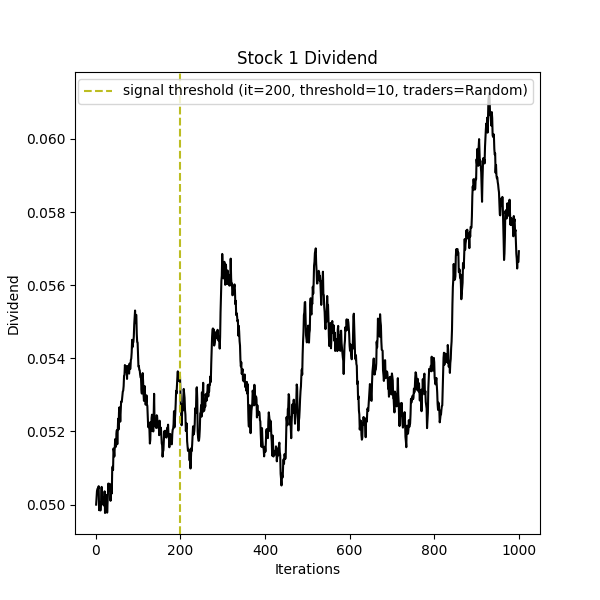 Stock 1 Dividend
signal threshold (it=200, threshold=10, traders=Random)
0.060
0.058
0.056
0.054
0.052
0.050
Dividend
0 200 400 600 800 1000
Iterations